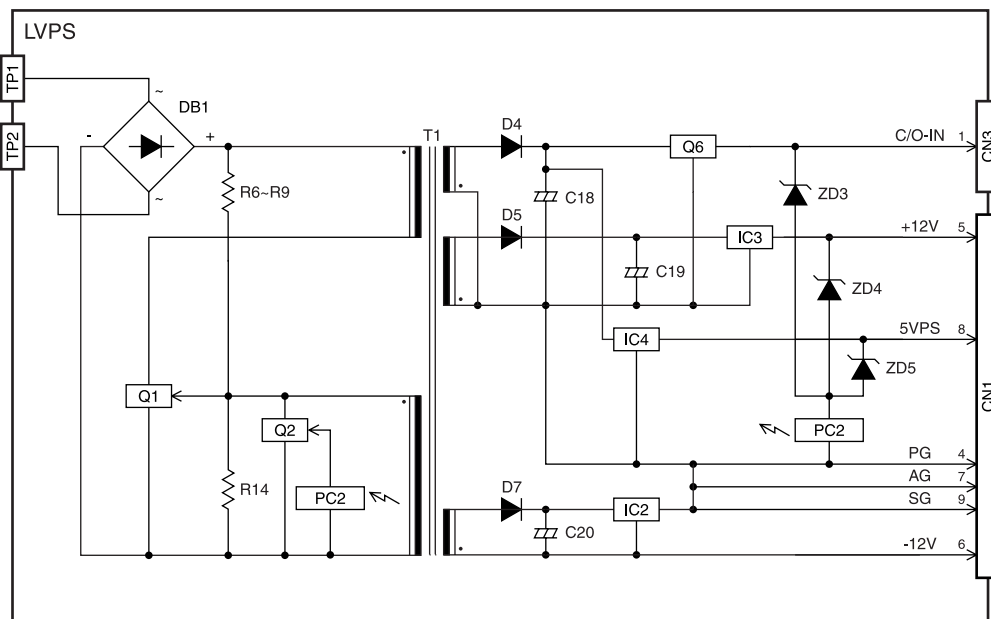 LVPS
TP1
TP2
~
DB1
-
+
~
R6~R9
T1
D4
Q6
C/O-IN 1
CN3
C18
ZD3
D5
IC3
+12V 5
C19
ZD4
IC4
5VPS 8
ZD5
CN1
Q1
Q2
PC2
PG 4
AG 7
SG 9
R14
PC2
D7
IC2
C20
-12V 6